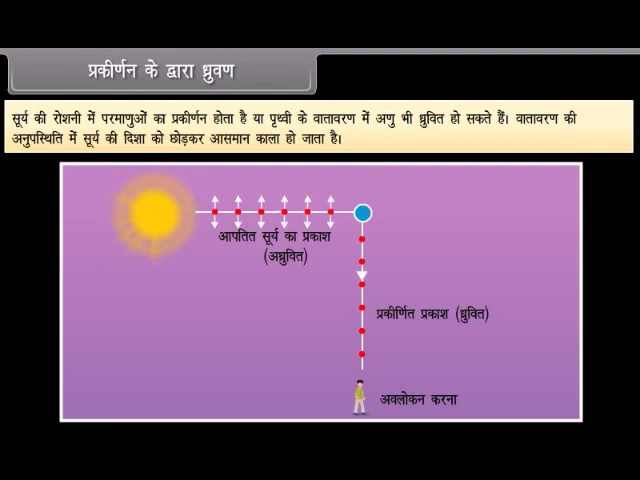 प्रकीर्णन के द्वारा ध्रुवण
सूर्य की रोशनी में परमाणुओं का प्रकीर्णन होता है या पृथ्वी के वातावरण में अणु भी ध्रुवित हो सकते हैं। वातावरण की
अनुपस्थिति में सूर्य की दिशा को छोड़कर आसमान काला हो जाता है।
आपतित सूर्य का प्रकाश
(अध्रुवित)
प्रकीर्णित प्रकाश (ध्रुवित)
अवलोकन करना